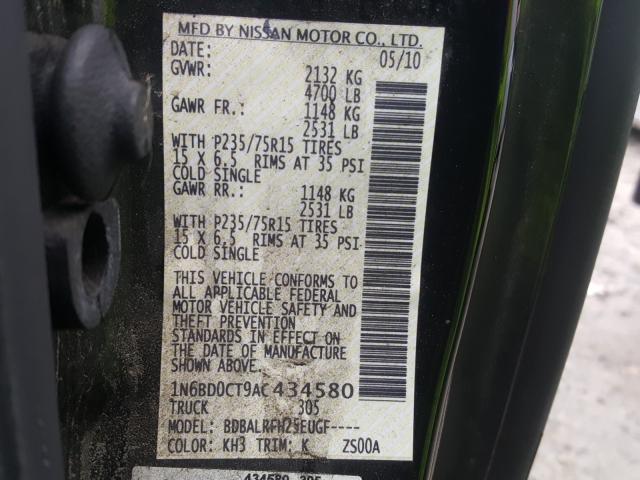 MFD BY NISSAN MOTOR CO., LTD.
DATE: 05/10
GVWR: 2132 KG
4700 LB
GAWR FR.: 1148 KG
2531 LB
WITH P235/75R15 TIRES
15 X 6.5 RIMS AT 35 PSI
COLD SINGLE
GAWR RR.: 1148 KG
2531 LB
WITH P235/75R15 TIRES
15 X 6.5 RIMS AT 35 PSI
COLD SINGLE
THIS VEHICLE CONFORMS TO
ALL APPLICABLE FEDERAL
MOTOR VEHICLE SAFETY AND
THEFT PREVENTION
STANDARDS IN EFFECT ON
THE DATE OF MANUFACTURE
SHOWN ABOVE.
1N6BD0CT9AC434580
TRUCK 305
MODEL: BDBALRFH25EUGF----
COLOR: KH3 TRIM: K ZS00A
434580 305